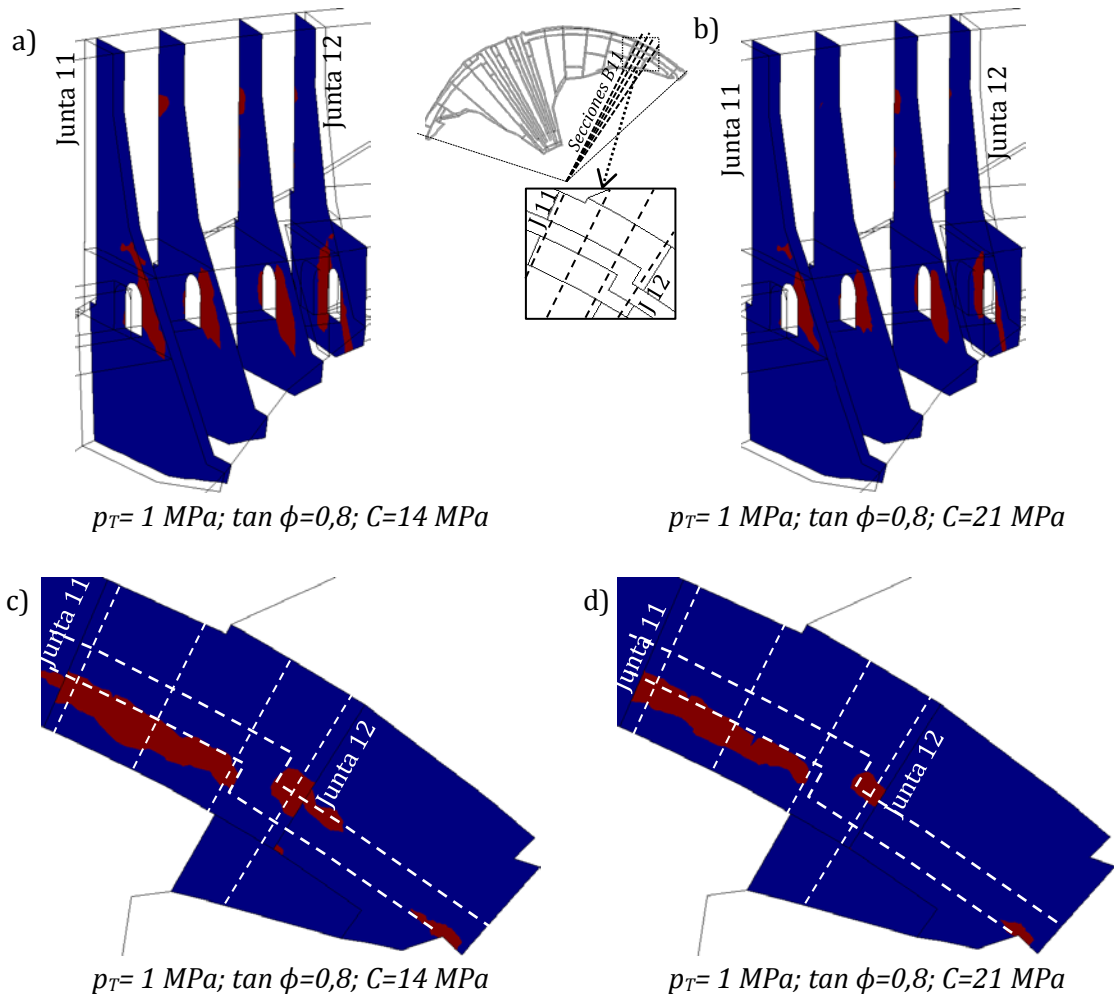 a)
Junta 11
Junta 12
Secciones B11
J 11
J 12
b)
Junta 11
Junta 12
pT= 1 MPa; tan ϕ=0,8; C=14 MPa
pT= 1 MPa; tan ϕ=0,8; C=21 MPa
c)
Junta 11
Junta 12
d)
Junta 11
Junta 12
pT= 1 MPa; tan ϕ=0,8; C=14 MPa
pT= 1 MPa; tan ϕ=0,8; C=21 MPa